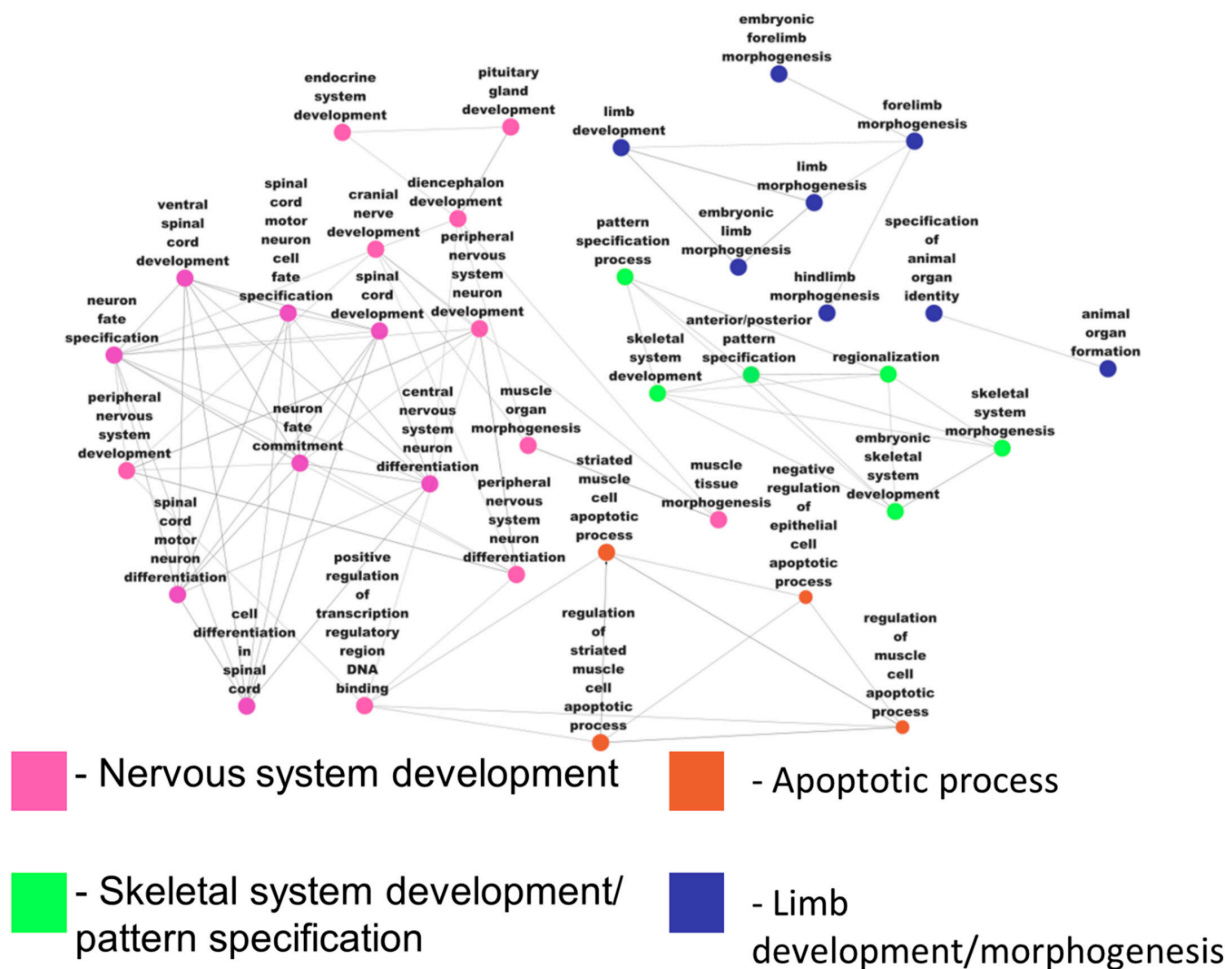 embryonic
forelimb
morphogenesis
pituitary
gland
development
endocrine
system
development
limb
development
forelimb
morphogenesis
limb
morphogenesis
diencephalon
development
spinal
cord
motor
neuron
cell
fate
specification
cranial
nerve
development
ventral
spinal
cord
development
embryonic
limb
morphogenesis
pattern
specification
process
specification
of
animal
organ
identity
peripheral
nervous
system
neuron
development
spinal
cord
development
neuron
fate
specification
hindlimb
morphogenesis
animal
organ
formation
anterior/posterior
pattern
specification
skeletal
system
development
regionalization
peripheral
nervous
system
development
neuron
fate
commitment
central
nervous
system
neuron
differentiation
muscle
organ
morphogenesis
skeletal
system
morphogenesis
embryonic
skeletal
system
development
striated
muscle
cell
apoptotic
process
muscle
tissue
morphogenesis
negative
regulation
of
epithelial
cell
apoptotic
process
peripheral
nervous
system
neuron
differentiation
spinal
cord
motor
neuron
differentiation
positive
regulation
of
transcription
regulatory
region
DNA
binding
cell
differentiation
in
spinal
cord
regulation
of
striated
muscle
cell
apoptotic
process
regulation
of
muscle
cell
apoptotic
process
- Nervous system development
- Apoptotic process
- Skeletal system development/
pattern specification
- Limb
development/morphogenesis